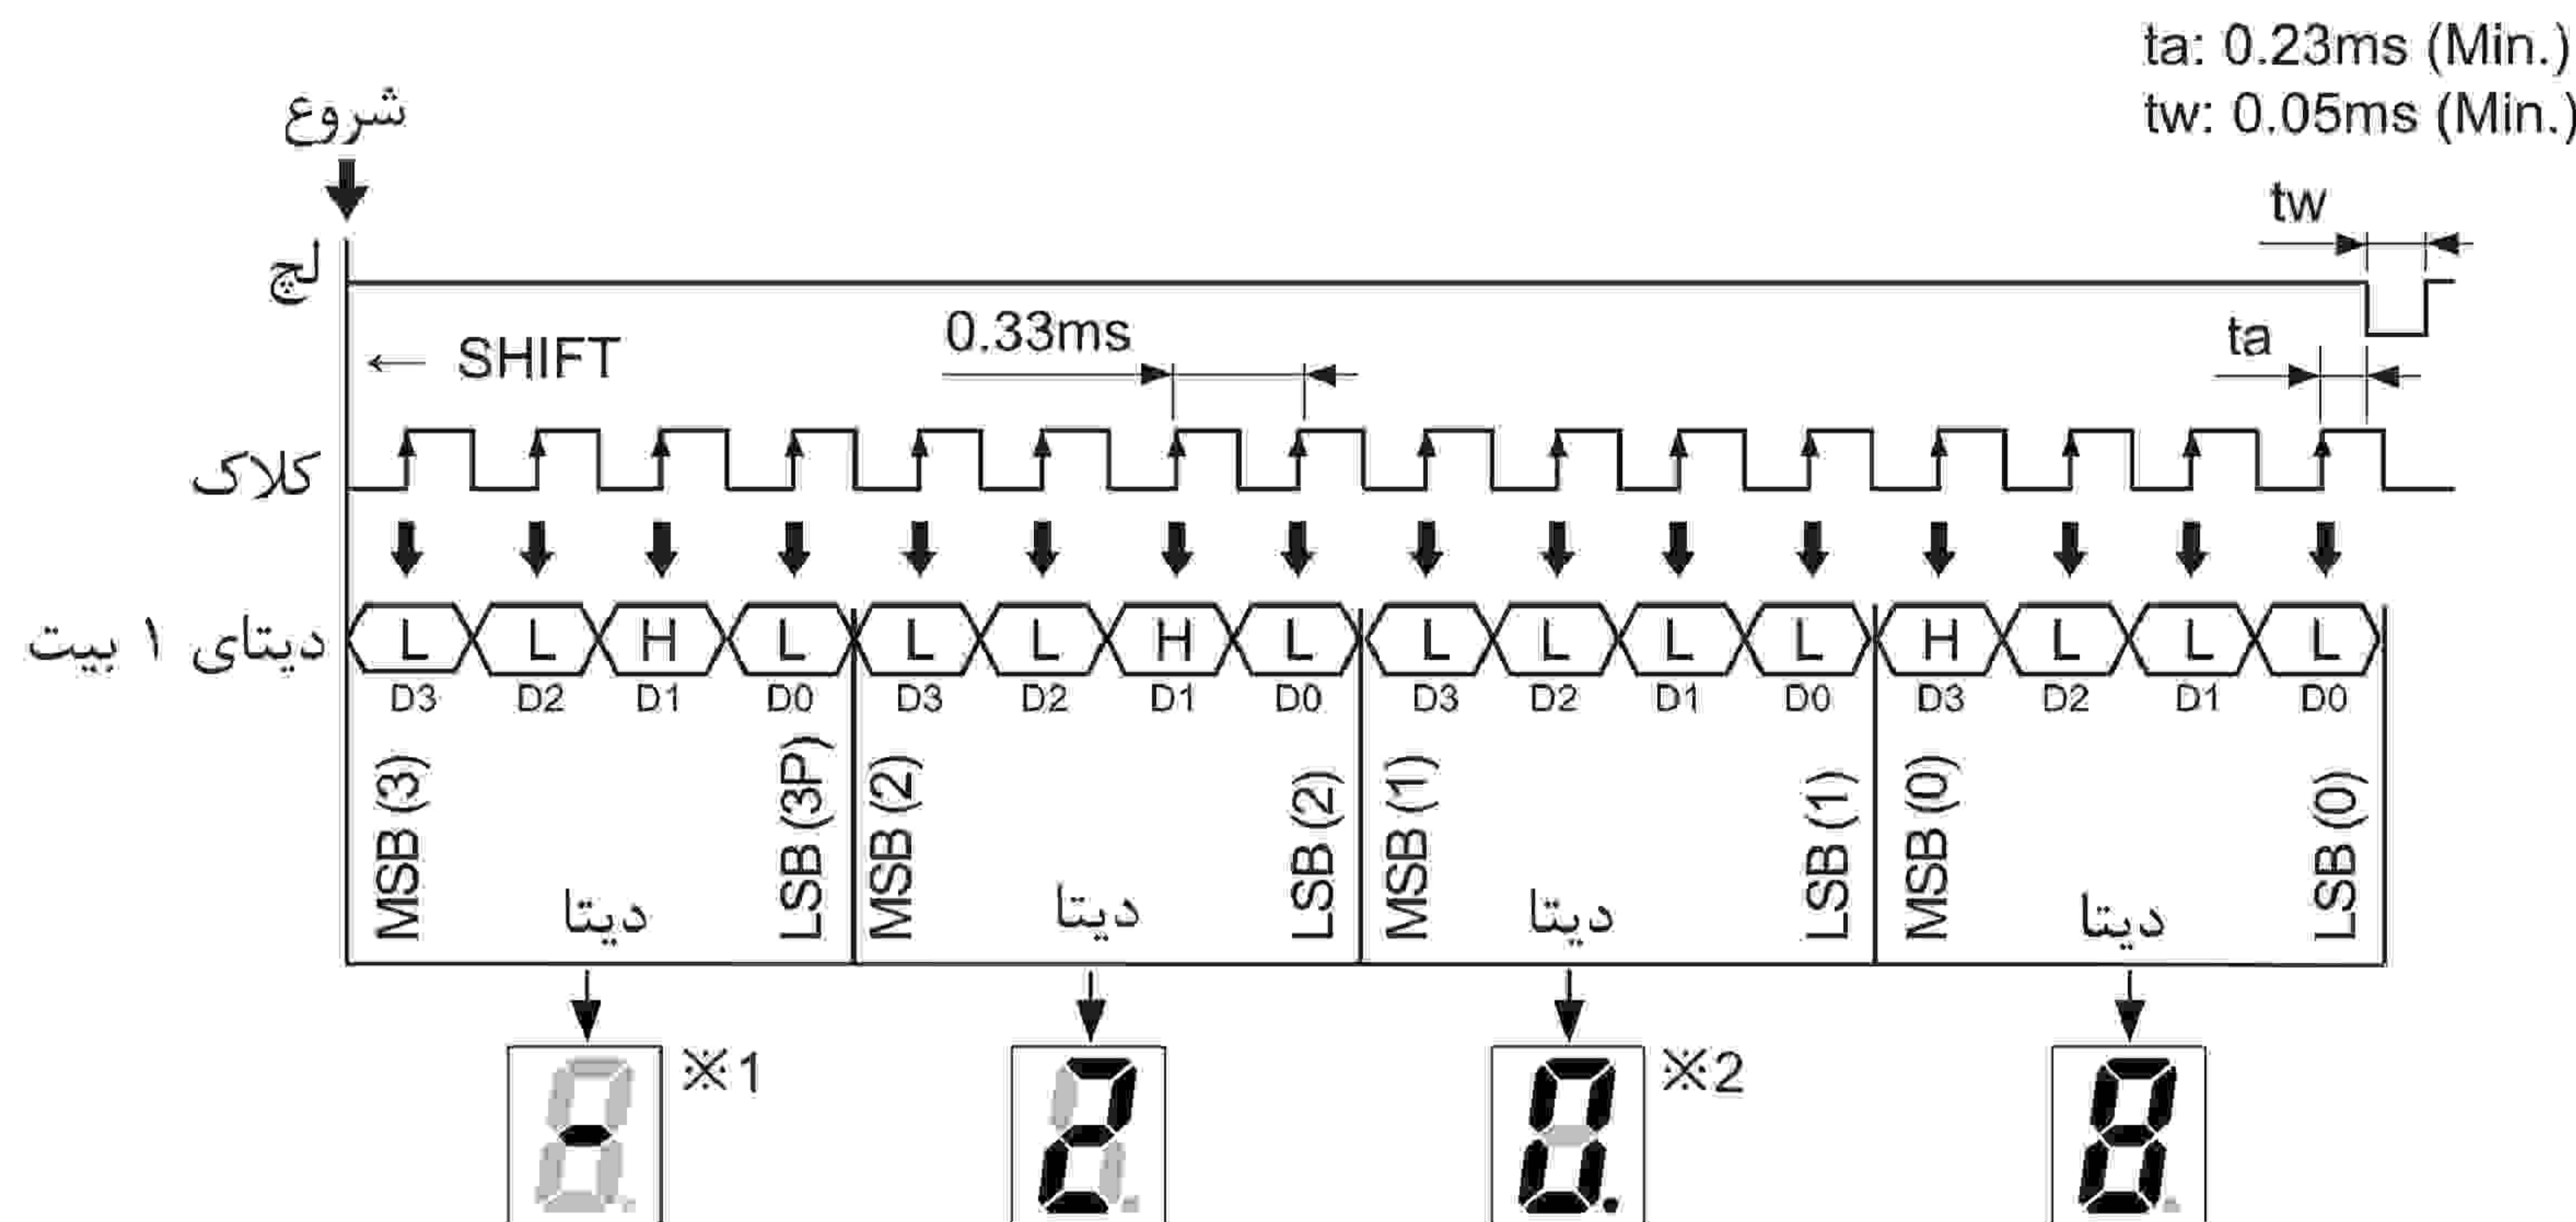 ta: 0.23ms (Min.)
tw: 0.05ms (Min.)
شروع
tw
لچ
0.33ms
ta
← SHIFT
کلاک
دیتای ۱ بیت
L L H L L L H L L L L L H L L L
D3 D2 D1 D0 D3 D2 D1 D0 D3 D2 D1 D0 D3 D2 D1 D0
MSB (3) دیتا LSB (3P) MSB (2) دیتا LSB (2) MSB (1) دیتا LSB (1) MSB (0) دیتا LSB (0)
※1 ※2
- 2 0. 8